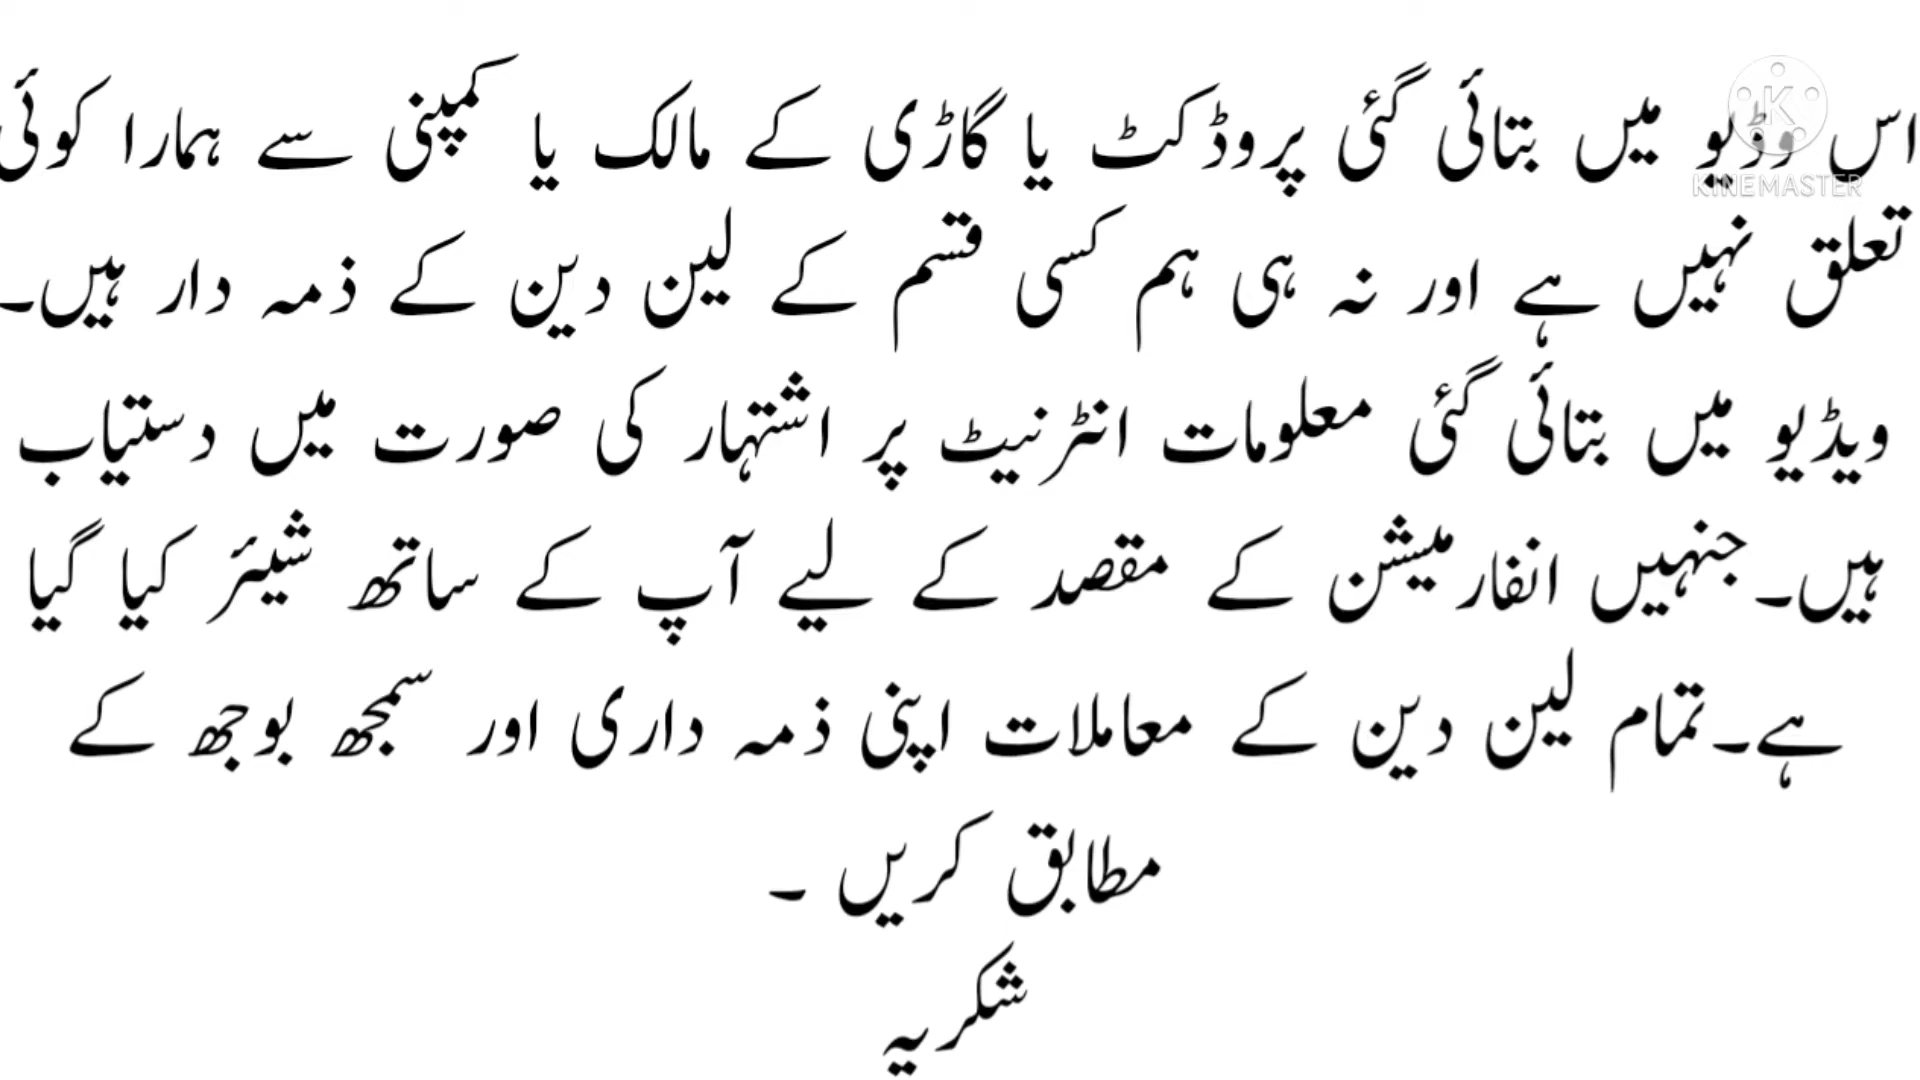 اس وڈیو میں بتائی گئی پروڈکٹ یا گاڑی کے مالک یا کمپنی سے ہمارا کوئی
تعلق نہیں ہے اور نہ ہی ہم کسی قسم کے لین دین کے ذمہ دار ہیں۔
ویڈیو میں بتائی گئی معلومات انٹرنیٹ پر اشتہار کی صورت میں دستیاب
ہیں۔جنہیں انفارمیشن کے مقصد کے لیے آپ کے ساتھ شیئر کیا گیا
ہے۔تمام لین دین کے معاملات اپنی ذمہ داری اور سمجھ بوجھ کے
مطابق کریں ۔
شکریہ
K
KINEMASTER